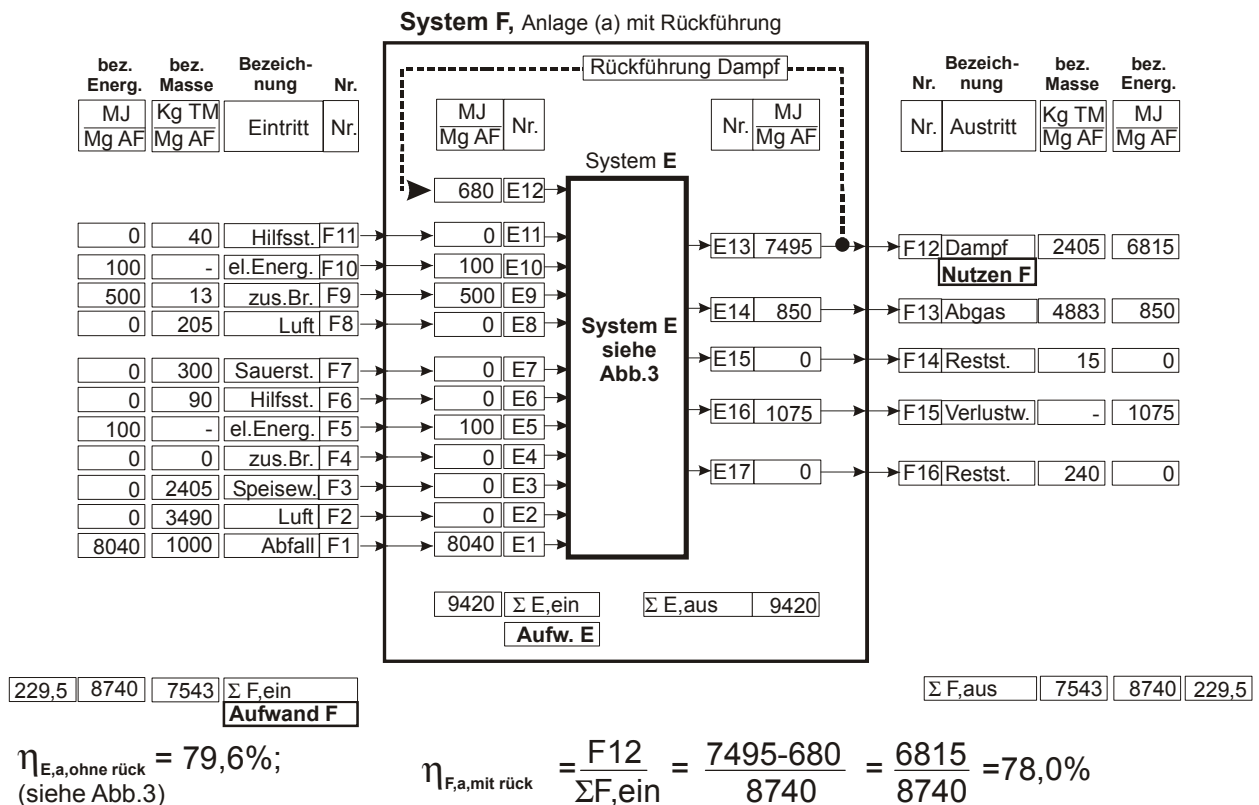 System F, Anlage (a) mit Rückführung
bez. Energ. bez. Masse Bezeich-nung Nr.
MJ/Mg AF Kg TM/Mg AF Eintritt Nr.
Rückführung Dampf
MJ/Mg AF Nr.
Nr. MJ/Mg AF
Nr. Bezeich-nung bez. Masse bez. Energ.
Nr. Austritt Kg TM/Mg AF MJ/Mg AF
System E
680 E12
0 40 Hilfsst. F11 0 E11
100 - el.Energ. F10 100 E10
500 13 zus.Br. F9 500 E9
0 205 Luft F8 0 E8
0 300 Sauerst. F7 0 E7
0 90 Hilfsst. F6 0 E6
100 - el.Energ. F5 100 E5
0 0 zus.Br. F4 0 E4
0 2405 Speisew. F3 0 E3
0 3490 Luft F2 0 E2
8040 1000 Abfall F1 8040 E1
System E
siehe
Abb.3
E13 7495 F12 Dampf 2405 6815
Nutzen F
E14 850 F13 Abgas 4883 850
E15 0 F14 Restst. 15 0
E16 1075 F15 Verlustw. - 1075
E17 0 F16 Restst. 240 0
9420 Σ E,ein
Aufw. E
Σ E,aus 9420
229,5 8740 7543 Σ F,ein
Aufwand F
Σ F,aus 7543 8740 229,5
η E,a,ohne rück = 79,6%;
(siehe Abb.3)
η F,a,mit rück = F12/ΣF,ein = 7495-680/8740 = 6815/8740 =78,0%